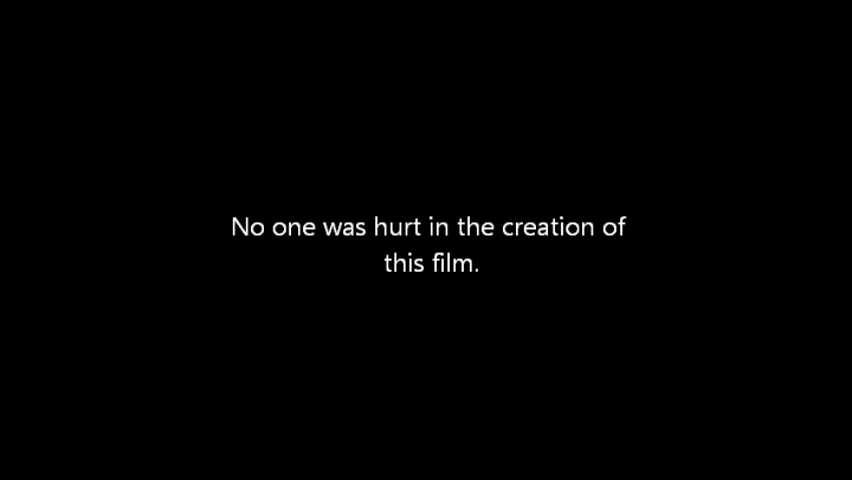 No one was hurt in the creation of
this film.